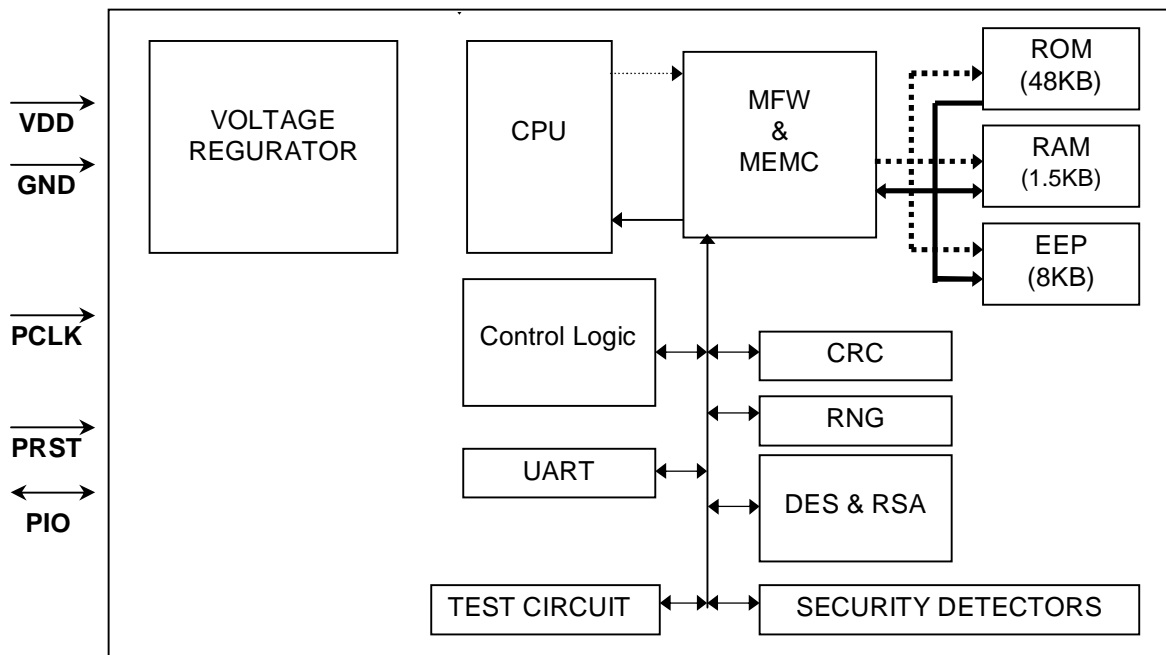 VDD
GND
PCLK
PRST
PIO
VOLTAGE
REGURATOR
CPU
MFW
&
MEMC
ROM
(48KB)
RAM
(1.5KB)
EEP
(8KB)
Control Logic
CRC
RNG
UART
DES & RSA
TEST CIRCUIT
SECURITY DETECTORS